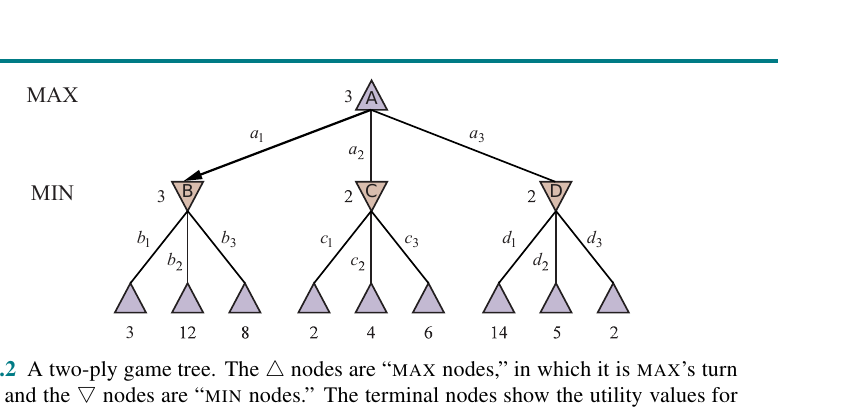 MAX 3 A
a1 a2 a3
MIN 3 B 2 C 2 D
b1 b2 b3 c1 c2 c3 d1 d2 d3
3 12 8 2 4 6 14 5 2
.2 A two-ply game tree. The △ nodes are “MAX nodes,” in which it is MAX’s turn
and the ▽ nodes are “MIN nodes.” The terminal nodes show the utility values for